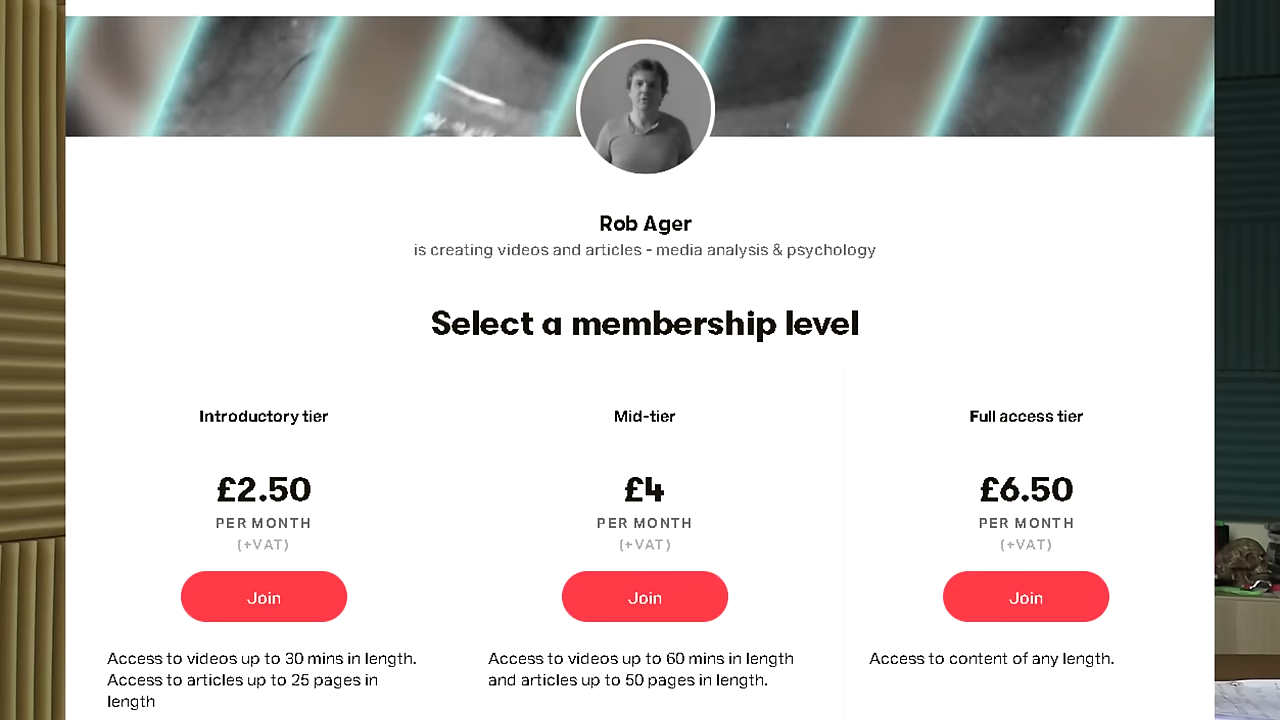 Rob Ager
is creating videos and articles - media analysis & psychology
Select a membership level
Introductory tier
£2.50
PER MONTH
(+VAT)
Join
Access to videos up to 30 mins in length.
Access to articles up to 25 pages in
length
Mid-tier
£4
PER MONTH
(+VAT)
Join
Access to videos up to 60 mins in length
and articles up to 50 pages in length.
Full access tier
£6.50
PER MONTH
(+VAT)
Join
Access to content of any length.